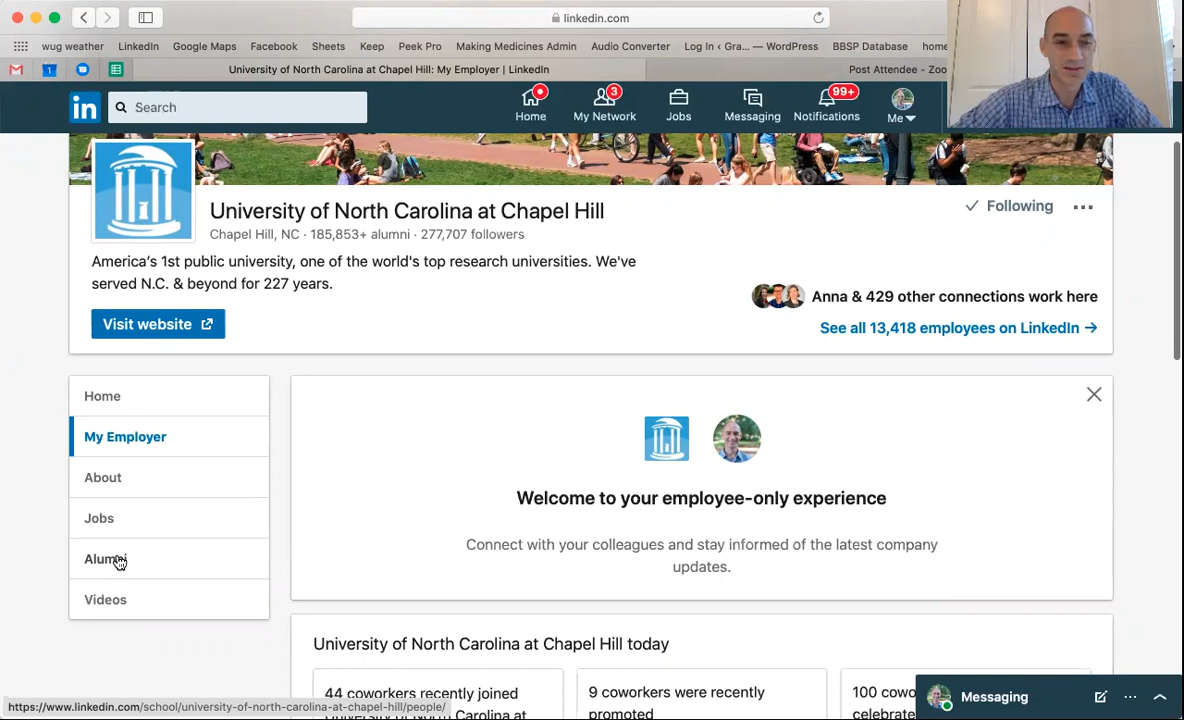 linkedin.com
wug weather LinkedIn Google Maps Facebook Sheets Keep Peek Pro Making Medicines Admin Audio Converter Log In ‹ Gra... — WordPress BBSP Database home
1 University of North Carolina at Chapel Hill: My Employer | LinkedIn Post Attendee - Zoo
in Search
3 99+
Home My Network Jobs Messaging Notifications Me
University of North Carolina at Chapel Hill
Following ...
Chapel Hill, NC · 185,853+ alumni · 277,707 followers
America's 1st public university, one of the world's top research universities. We've
served N.C. & beyond for 227 years.
Anna & 429 other connections work here
Visit website
See all 13,418 employees on LinkedIn →
Home
My Employer
About
Jobs
Alumni
Videos
Welcome to your employee-only experience
Connect with your colleagues and stay informed of the latest company
updates.
University of North Carolina at Chapel Hill today
44 coworkers recently joined
University of North Carolina at
9 coworkers were recently
promoted
100 cowo
celebrate
Messaging
https://www.linkedin.com/school/university-of-north-carolina-at-chapel-hill/people/